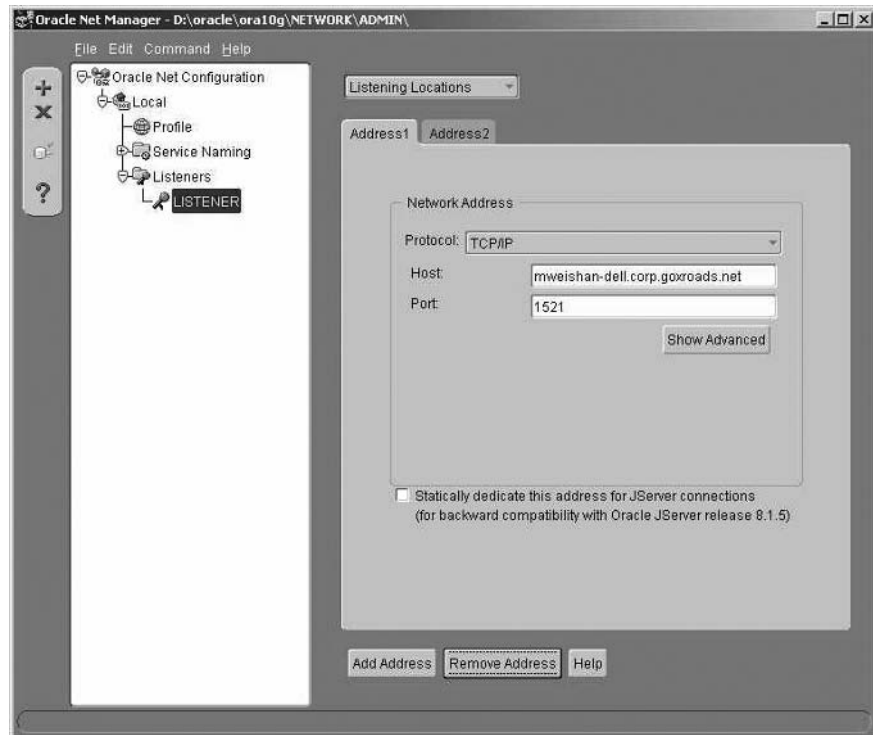 Oracle Net Manager - D:\oracle\ora10g\NETWORK\ADMIN\
File Edit Command Help
Oracle Net Configuration
Local
Profile
Service Naming
Listeners
LISTENER
Listening Locations
Address1 Address2
Network Address
Protocol: TCP/IP
Host: mweishan-dell.corp.goxroads.net
Port: 1521
Show Advanced
Statically dedicate this address for JServer connections
(for backward compatibility with Oracle JServer release 8.1.5)
Add Address Remove Address Help